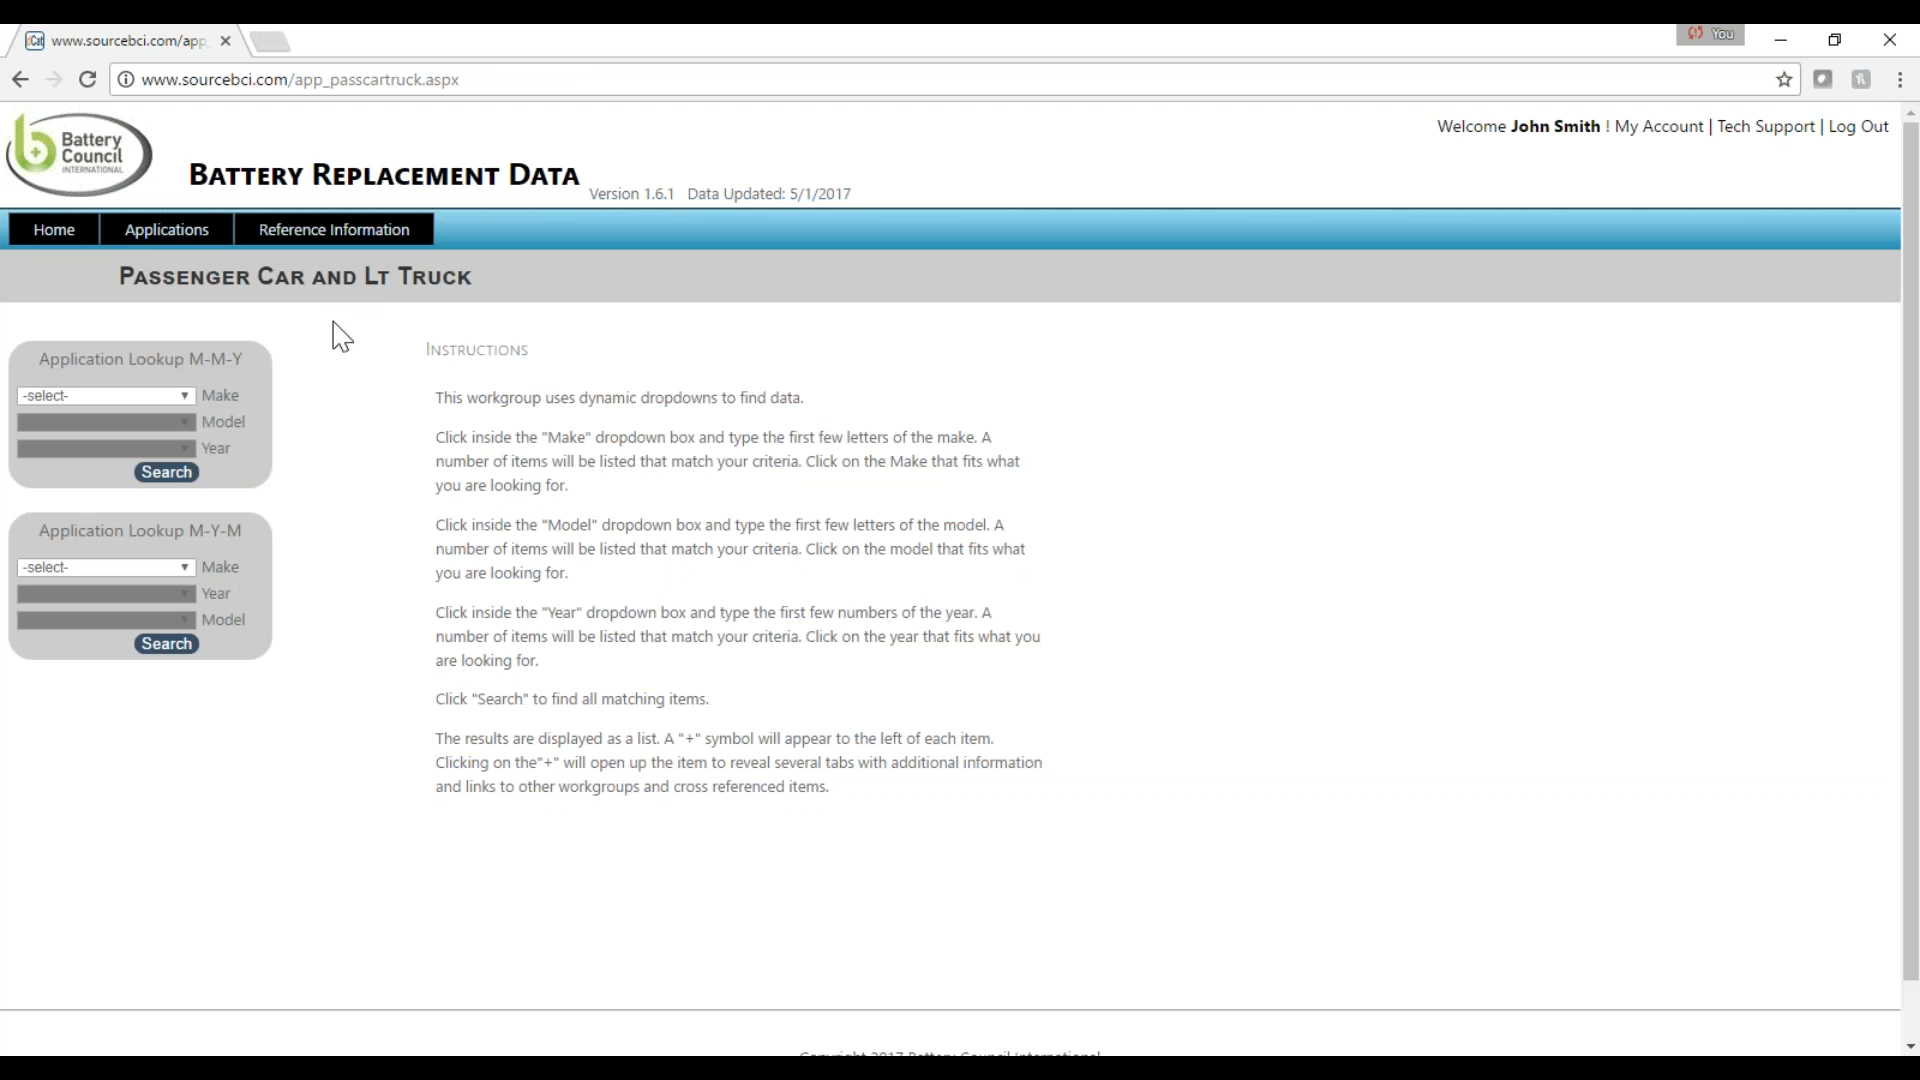 www.sourcebci.com/app
You
www.sourcebci.com/app_passcartruck.aspx
Battery
Council
INTERNATIONAL
Welcome John Smith ! My Account | Tech Support | Log Out
BATTERY REPLACEMENT DATA
Version 1.6.1 Data Updated: 5/1/2017
Home
Applications
Reference Information
PASSENGER CAR AND LT TRUCK
Application Lookup M-M-Y
-select-
Make
Model
Year
Search
Application Lookup M-Y-M
-select-
Make
Year
Model
Search
INSTRUCTIONS
This workgroup uses dynamic dropdowns to find data.
Click inside the "Make" dropdown box and type the first few letters of the make. A
number of items will be listed that match your criteria. Click on the Make that fits what
you are looking for.
Click inside the "Model" dropdown box and type the first few letters of the model. A
number of items will be listed that match your criteria. Click on the model that fits what
you are looking for.
Click inside the "Year" dropdown box and type the first few numbers of the year. A
number of items will be listed that match your criteria. Click on the year that fits what you
are looking for.
Click "Search" to find all matching items.
The results are displayed as a list. A "+" symbol will appear to the left of each item.
Clicking on the"+" will open up the item to reveal several tabs with additional information
and links to other workgroups and cross referenced items.
Copyright 2017 Battery Council International